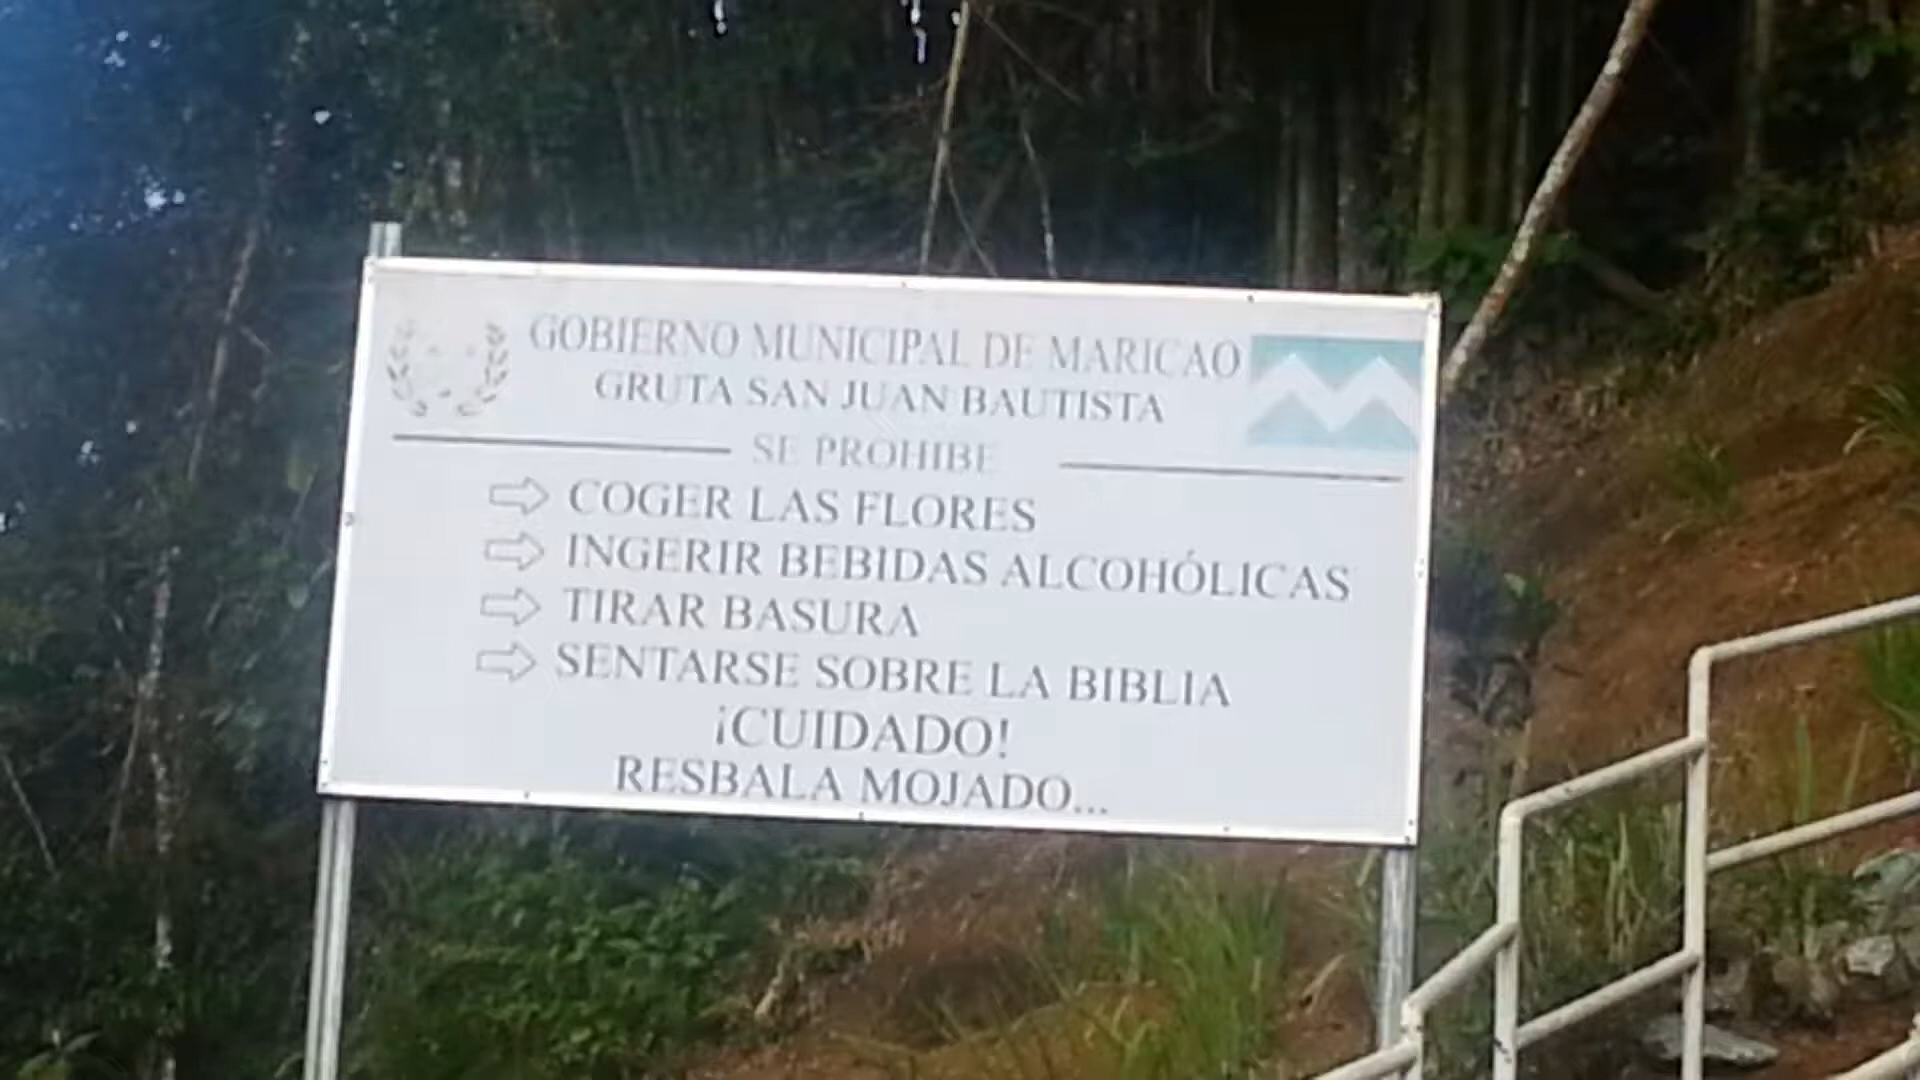 GOBIERNO MUNICIPAL DE MARICAO
GRUTA SAN JUAN BAUTISTA
SE PROHIBE
COGER LAS FLORES
INGERIR BEBIDAS ALCOHÓLICAS
TIRAR BASURA
SENTARSE SOBRE LA BIBLIA
¡CUIDADO!
RESBALA MOJADO...